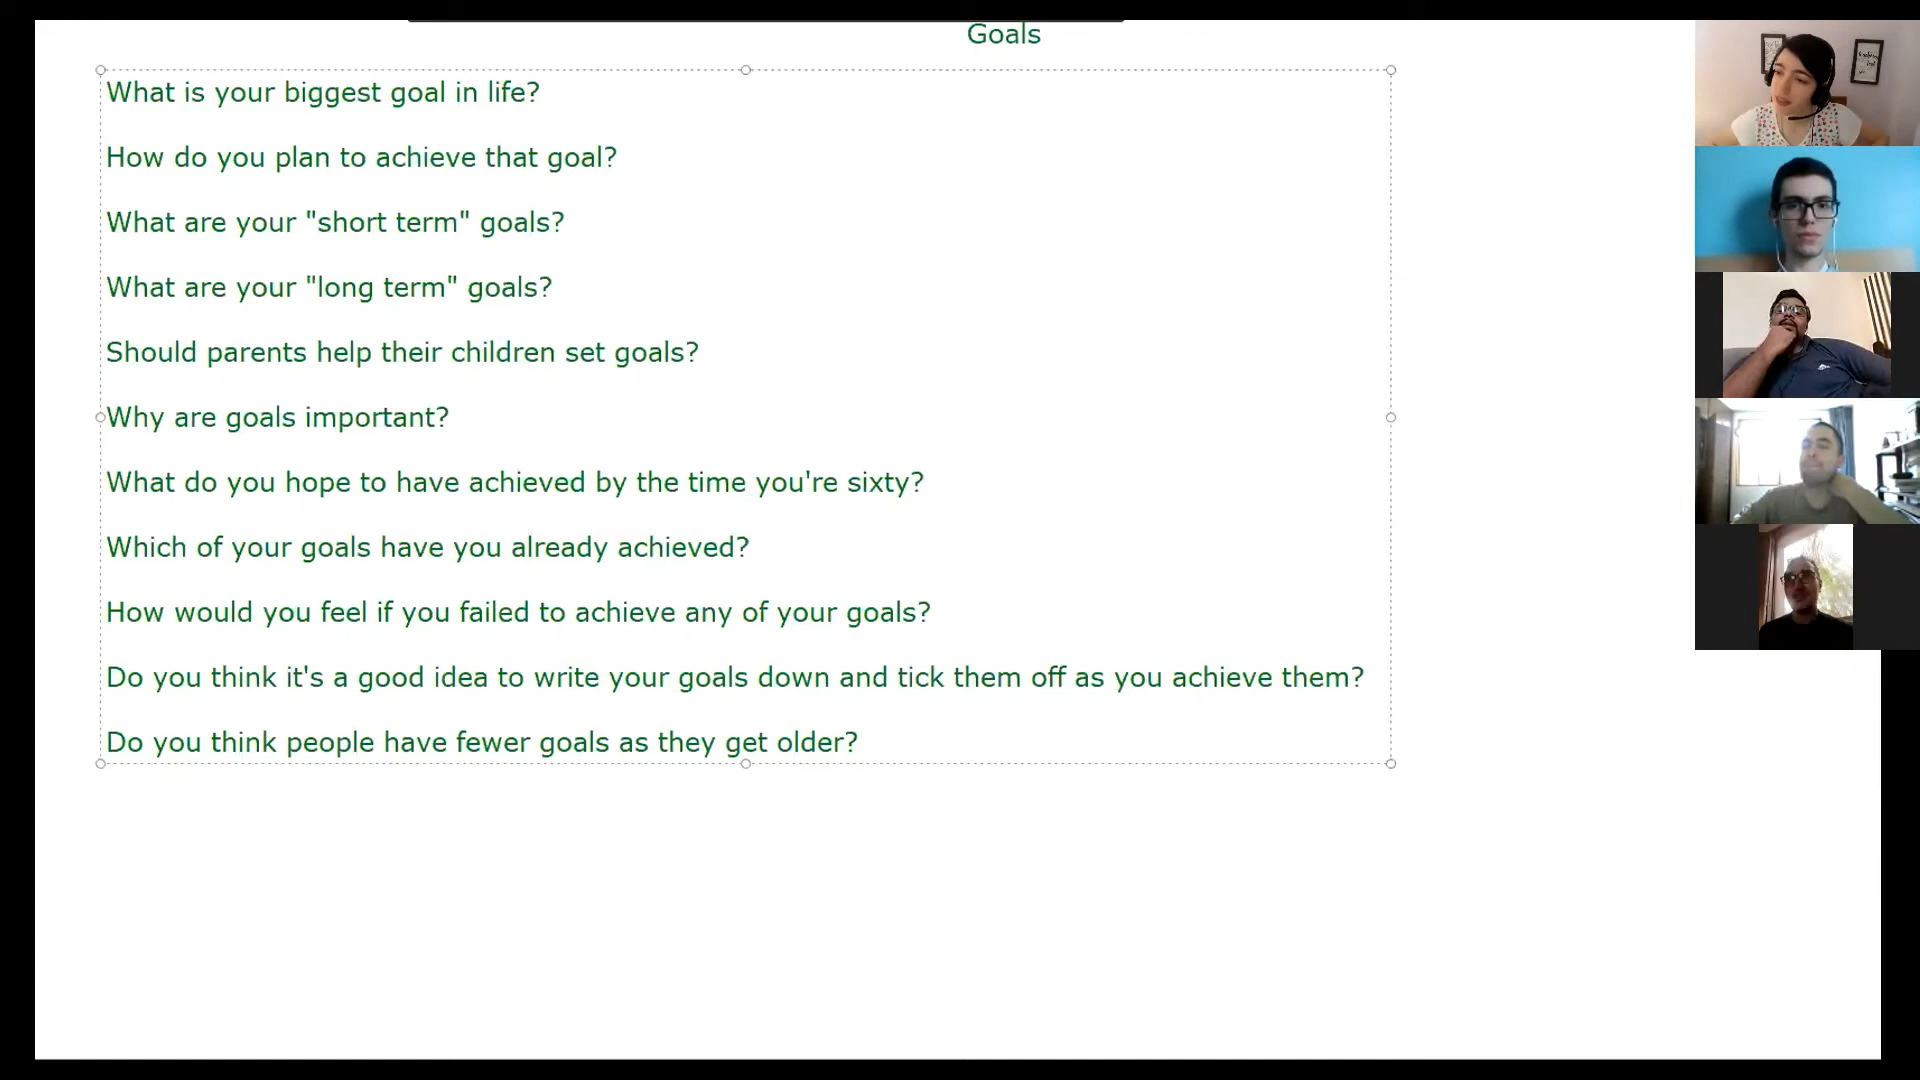 Goals
What is your biggest goal in life?
How do you plan to achieve that goal?
What are your "short term" goals?
What are your "long term" goals?
Should parents help their children set goals?
Why are goals important?
What do you hope to have achieved by the time you're sixty?
Which of your goals have you already achieved?
How would you feel if you failed to achieve any of your goals?
Do you think it's a good idea to write your goals down and tick them off as you achieve them?
Do you think people have fewer goals as they get older?